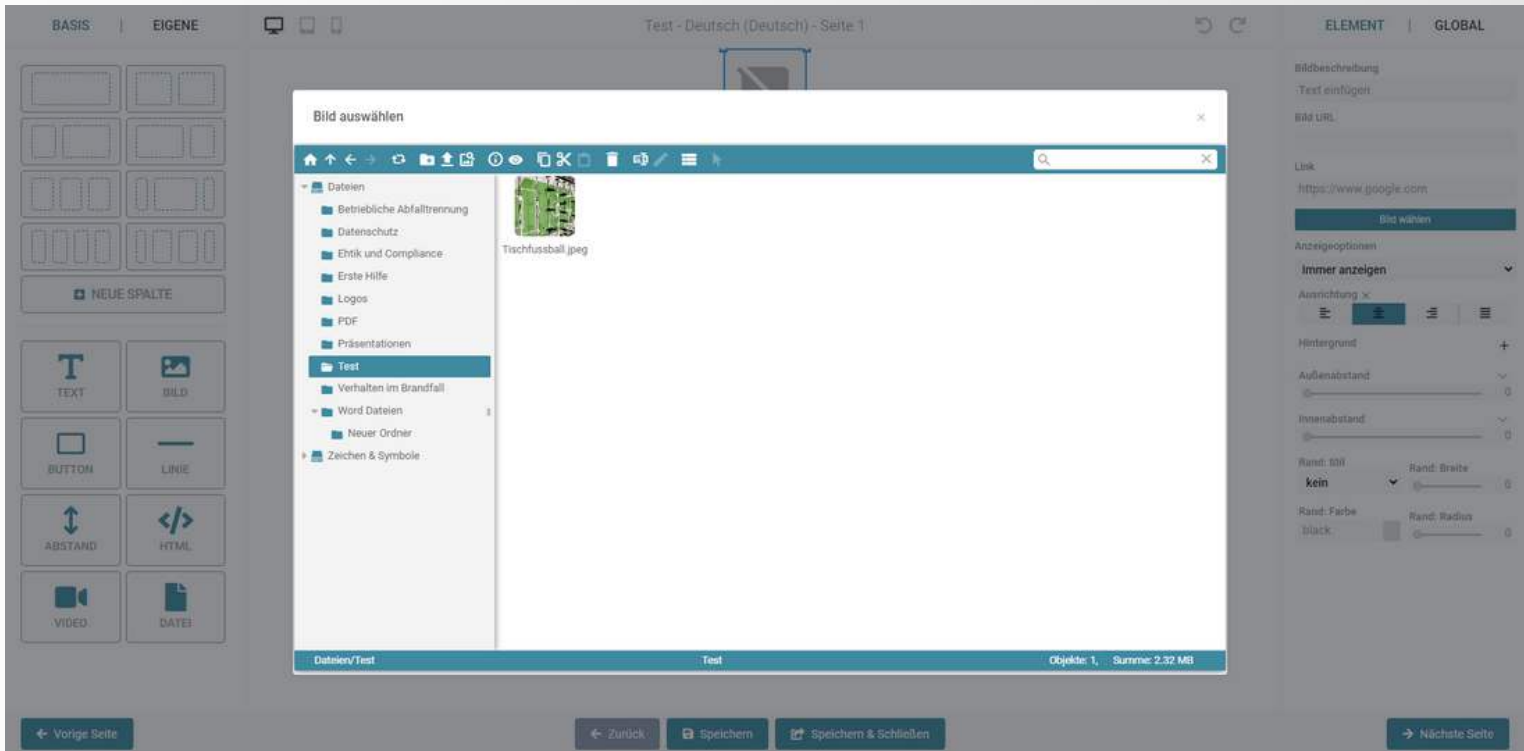 BASIS | EIGENE
Test - Deutsch (Deutsch) - Seite 1
ELEMENT | GLOBAL
NEUE SPALTE
TEXT
BILD
BUTTON
LINIE
ABSTAND
</> HTML
VIDEO
DATEI
Bild auswählen
Dateien
Betriebliche Abfalltrennung
Datenschutz
Ehtik und Compliance
Erste Hilfe
Logos
PDF
Präsentationen
Test
Verhalten im Brandfall
Word Dateien
Neuer Ordner
Zeichen & Symbole
Tischfussball.jpeg
Dateien/Test
Test
Objekte: 1, Summe: 2.32 MB
Bildbeschreibung
Text einfügen
Bild URL
Link
https://www.google.com
Bild wählen
Anzeigeoptionen
Immer anzeigen
Ausrichtung
Hintergrund
Außenabstand
0
Innenabstand
0
Rand: Stil
Rand: Breite
kein
0
Rand: Farbe
Rand: Radius
black
0
Vorige Seite
Zurück
Speichern
Speichern & Schließen
Nächste Seite